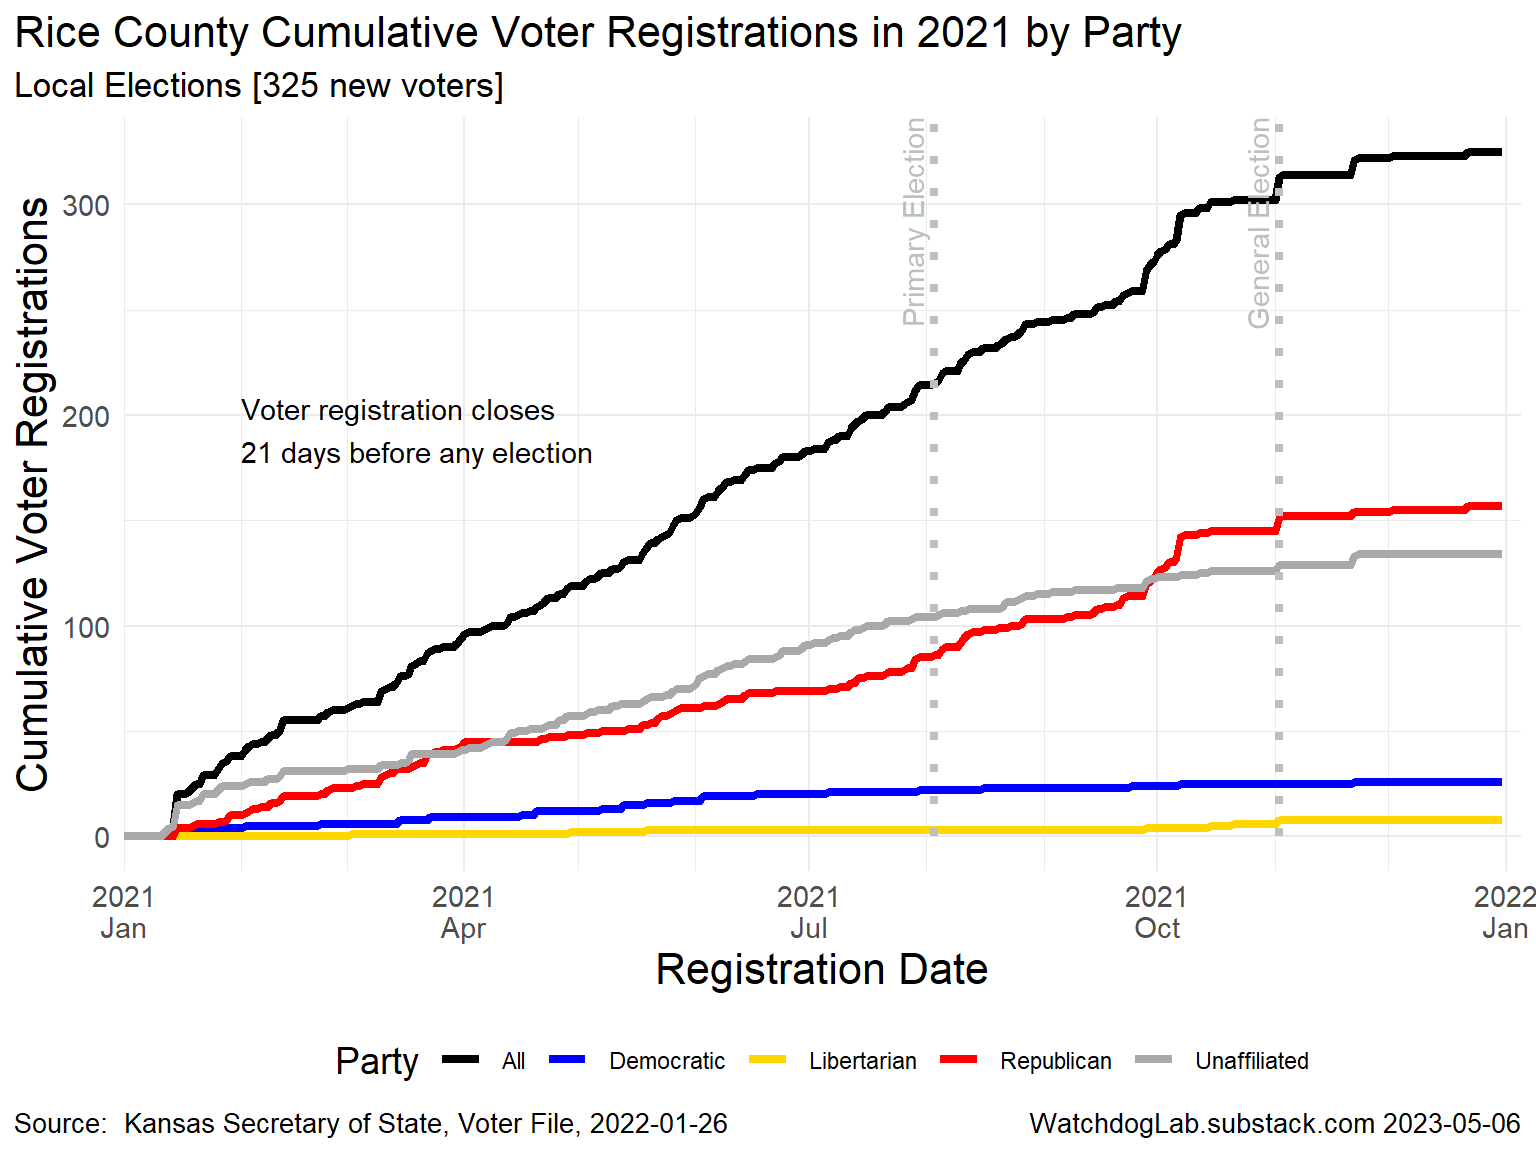 Rice County Cumulative Voter Registrations in 2021 by Party
Local Elections [325 new voters]
Cumulative Voter Registrations
300
200
100
0
Primary Election
General Election
Voter registration closes
21 days before any election
2021
Jan
2021
Apr
2021
Jul
2021
Oct
2022
Jan
Registration Date
Party All Democratic Libertarian Republican Unaffiliated
Source:  Kansas Secretary of State, Voter File, 2022-01-26
WatchdogLab.substack.com 2023-05-06